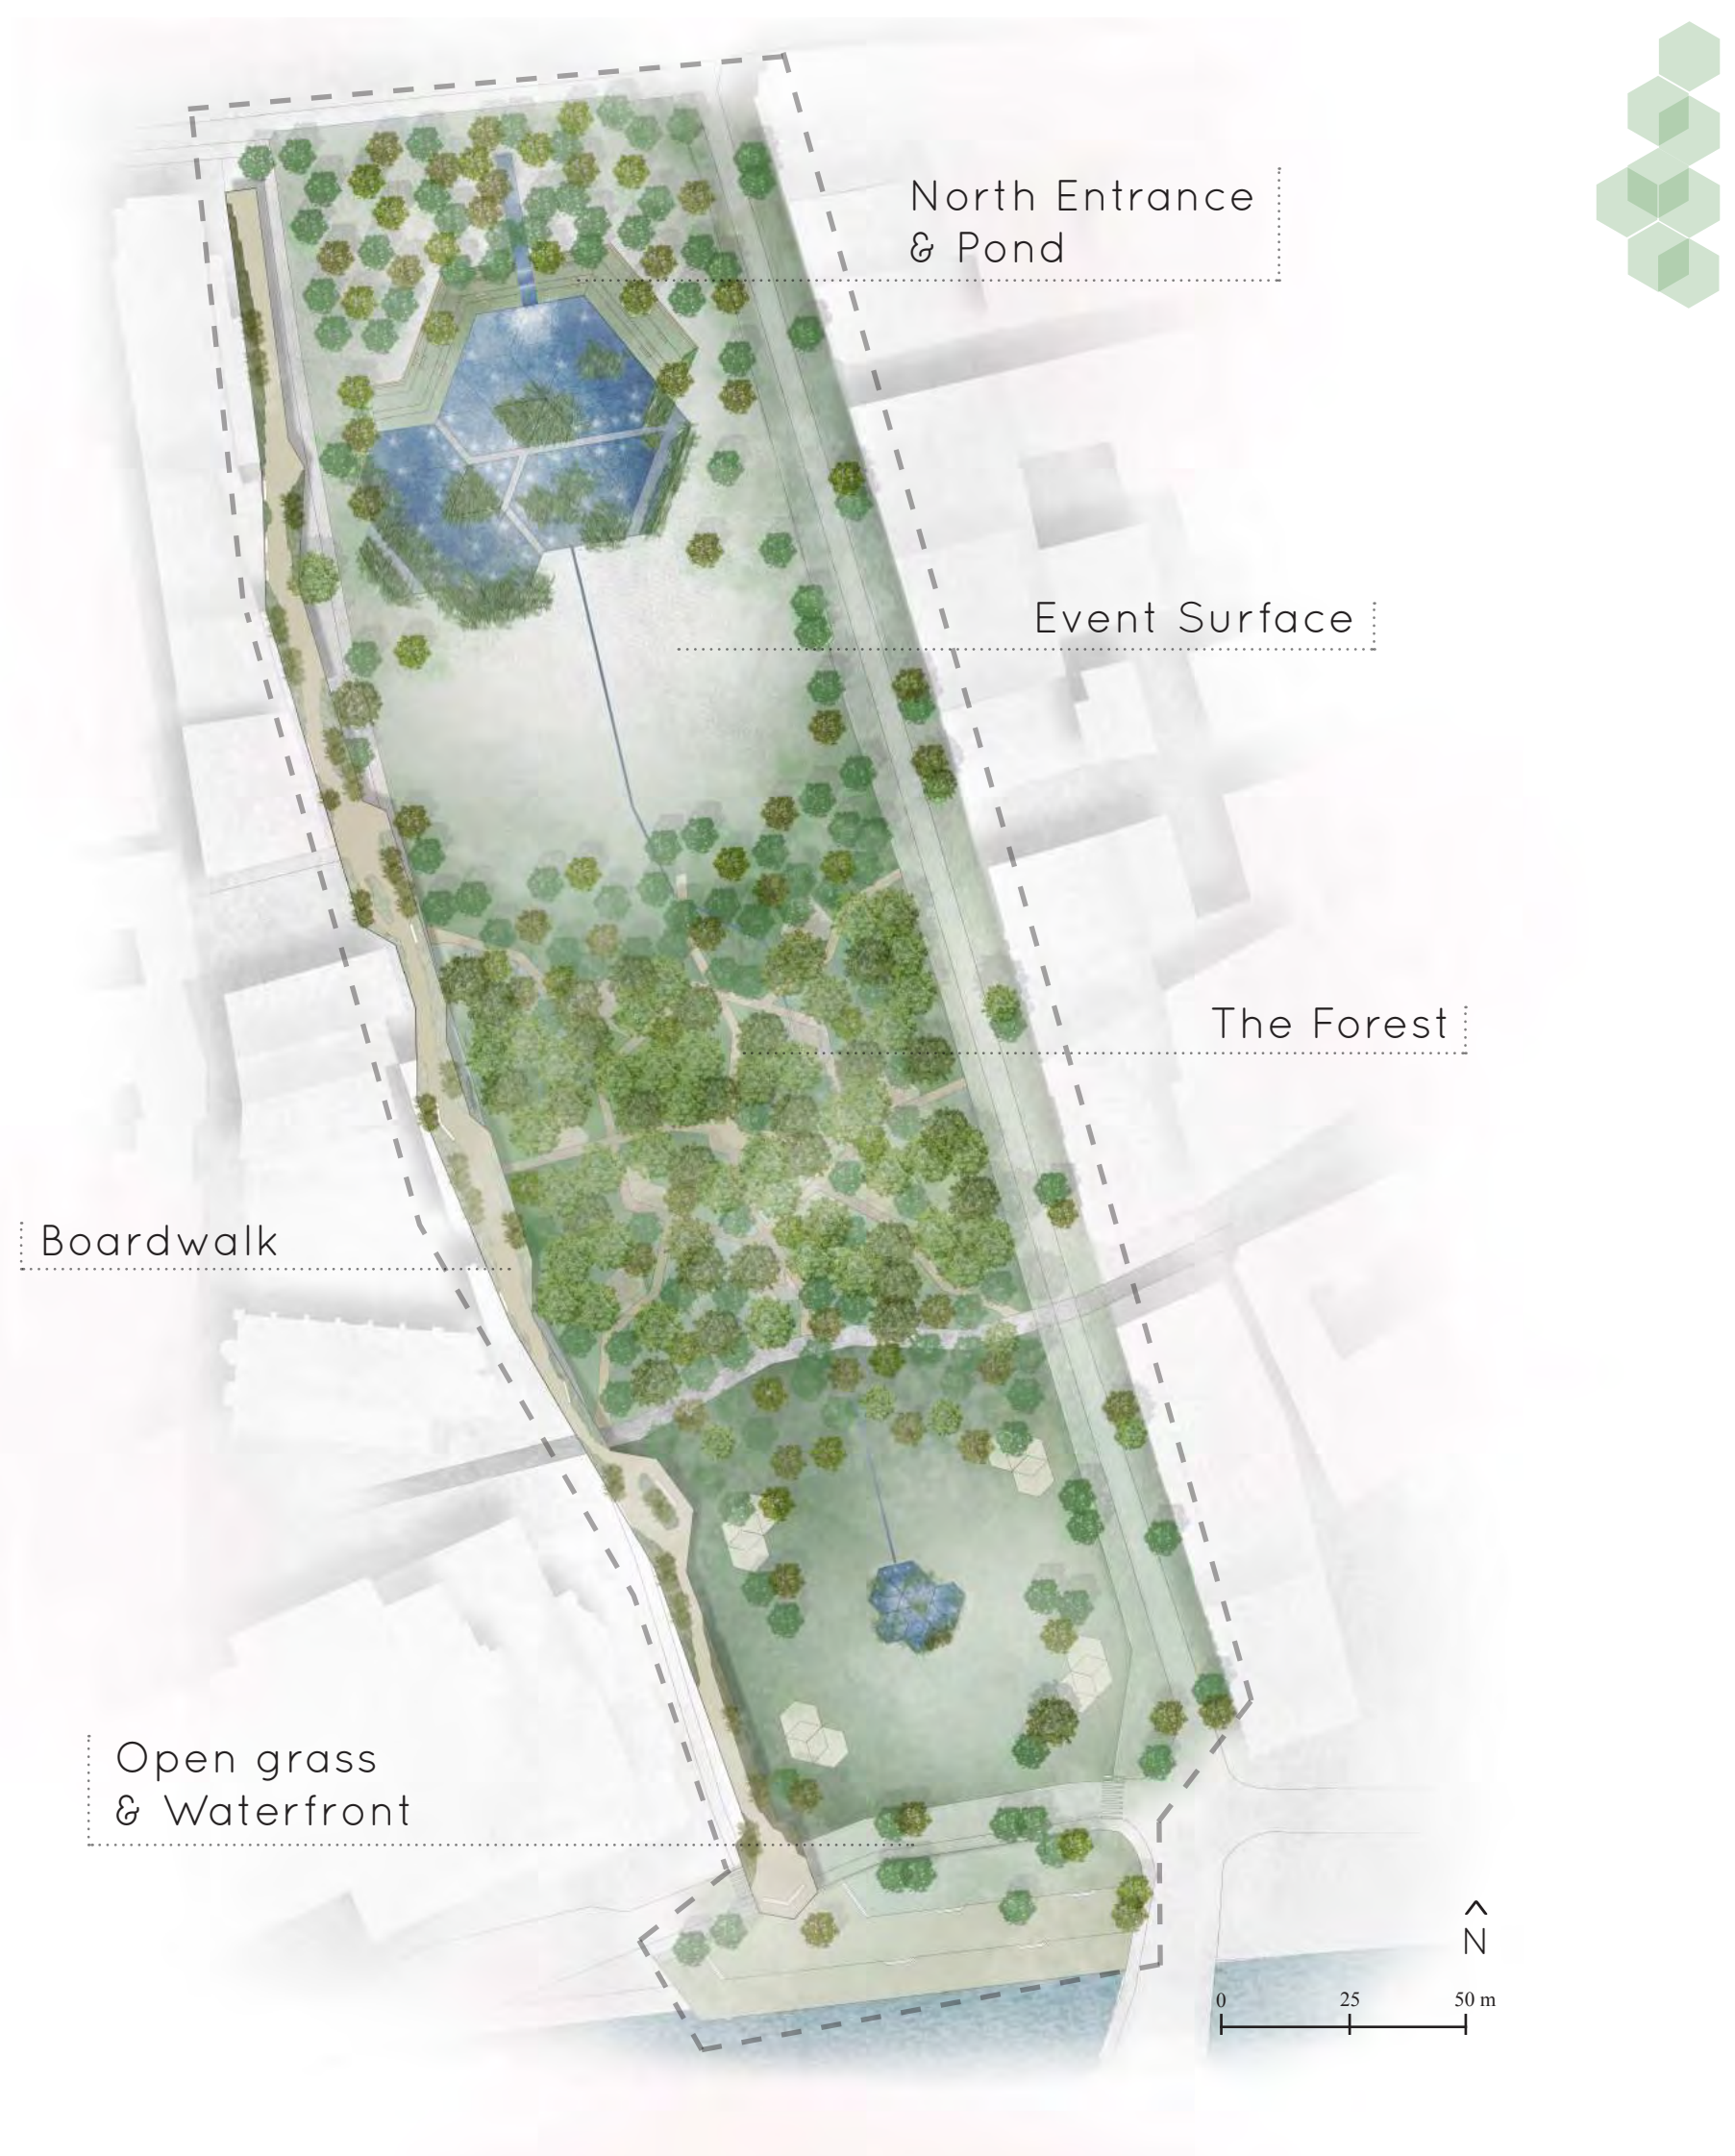 North Entrance
& Pond
Event Surface
The Forest
Boardwalk
Open grass
& Waterfront
N
0 25 50 m